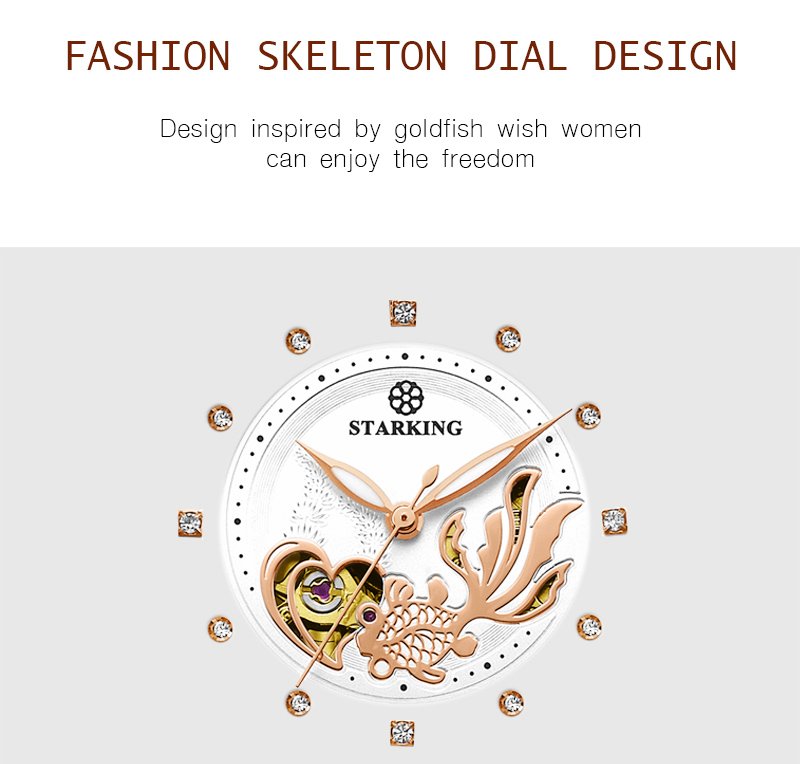 FASHION SKELETON DIAL DESIGN
Design inspired by goldfish wish women
can enjoy the freedom
STARKING